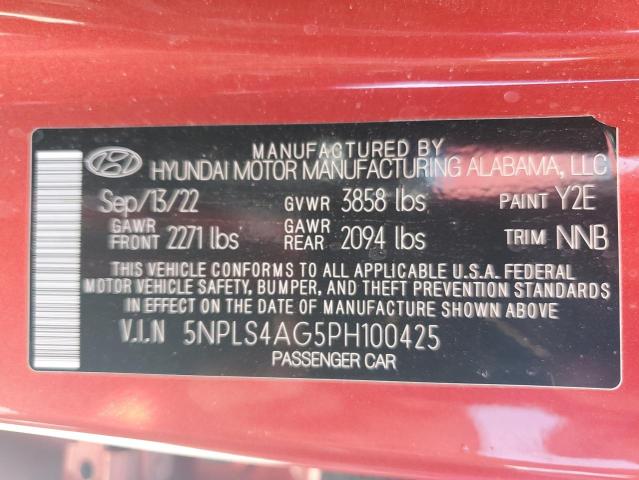 MANUFACTURED BY
HYUNDAI MOTOR MANUFACTURING ALABAMA, LLC
Sep/13/22 GVWR 3858 lbs PAINT Y2E
GAWR FRONT 2271 lbs GAWR REAR 2094 lbs TRIM NNB
THIS VEHICLE CONFORMS TO ALL APPLICABLE U.S.A. FEDERAL
MOTOR VEHICLE SAFETY, BUMPER, AND THEFT PREVENTION STANDARDS
IN EFFECT ON THE DATE OF MANUFACTURE SHOWN ABOVE
V.I.N 5NPLS4AG5PH100425
PASSENGER CAR